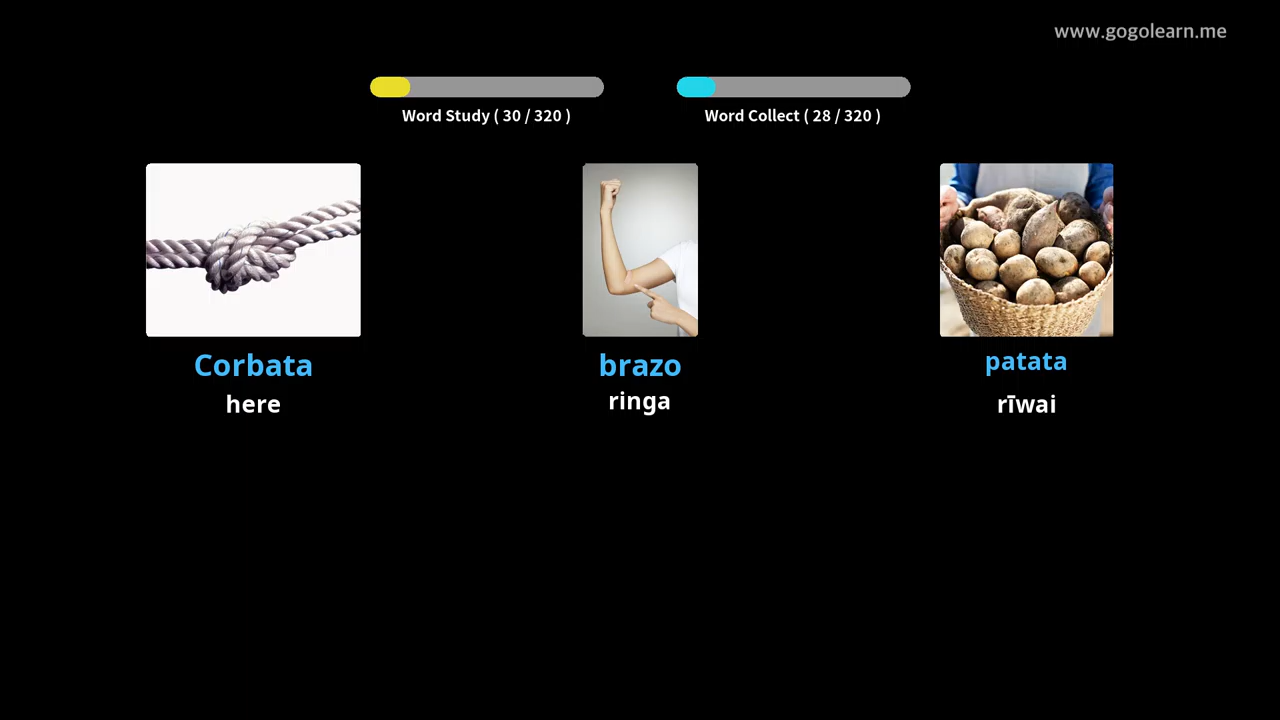 www.gogolearn.me
Word Study ( 30 / 320 )
Word Collect ( 28 / 320 )
Corbata
here
brazo
ringa
patata
rīwai